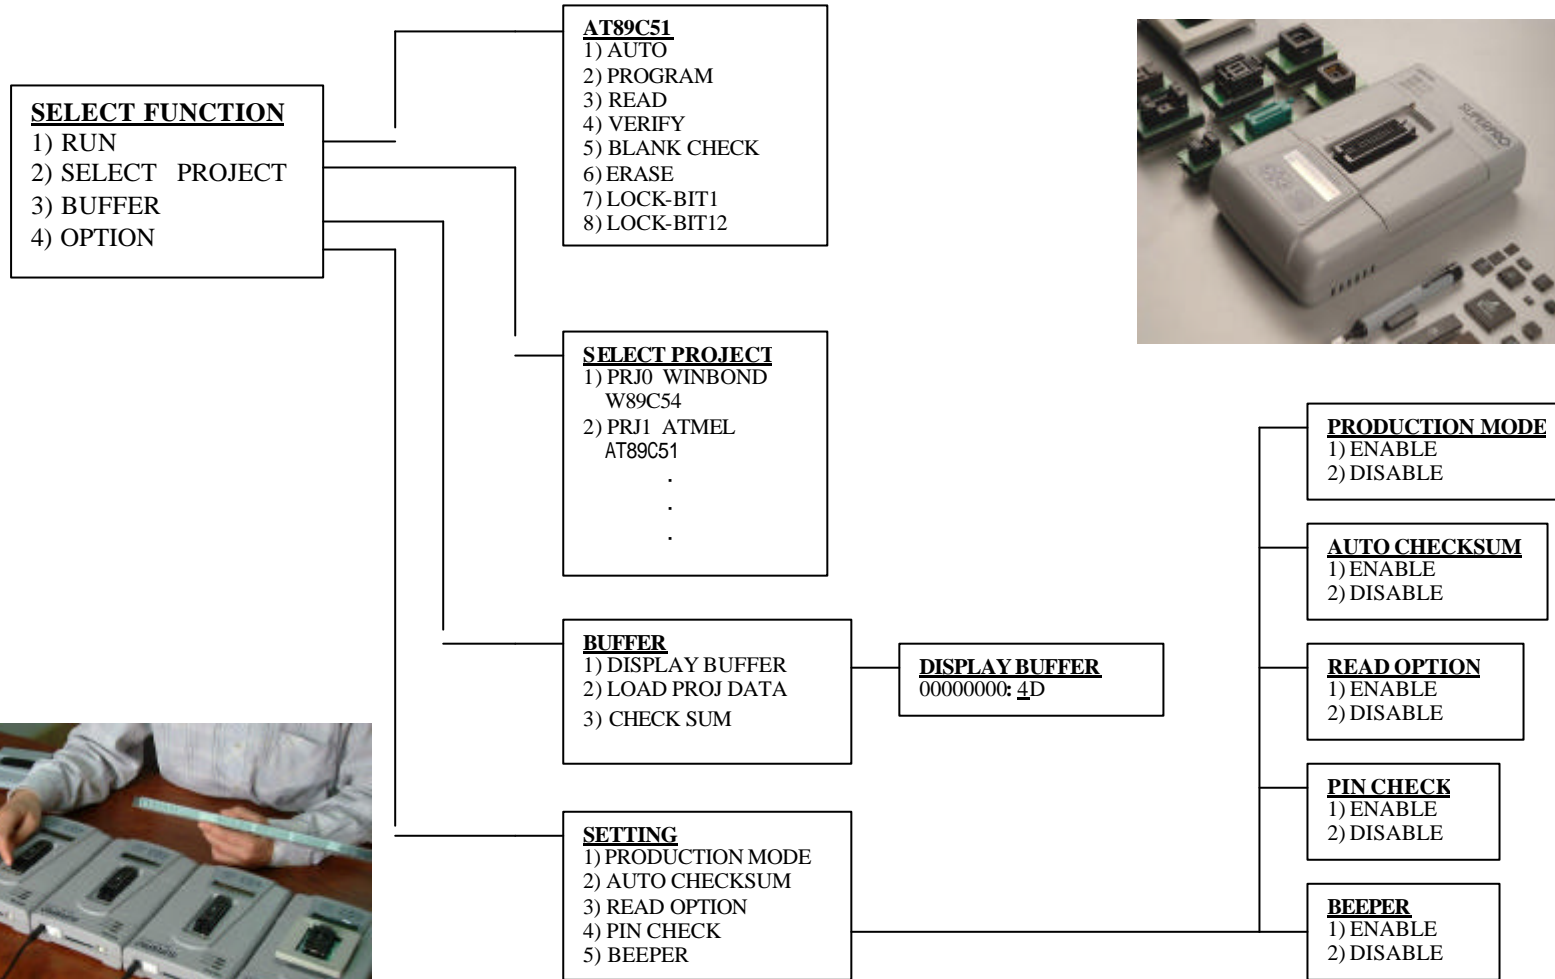 SELECT FUNCTION
1) RUN
2) SELECT PROJECT
3) BUFFER
4) OPTION
AT89C51
1) AUTO
2) PROGRAM
3) READ
4) VERIFY
5) BLANK CHECK
6) ERASE
7) LOCK-BIT1
8) LOCK-BIT12
SUPERPRO
SELECT PROJECT
1) PRJ0 WINBOND
W89C54
2) PRJ1 ATMEL
AT89C51
.
.
.
BUFFER
1) DISPLAY BUFFER
2) LOAD PROJ DATA
3) CHECK SUM
DISPLAY BUFFER
00000000: 4D
SETTING
1) PRODUCTION MODE
2) AUTO CHECKSUM
3) READ OPTION
4) PIN CHECK
5) BEEPER
PRODUCTION MODE
1) ENABLE
2) DISABLE
AUTO CHECKSUM
1) ENABLE
2) DISABLE
READ OPTION
1) ENABLE
2) DISABLE
PIN CHECK
1) ENABLE
2) DISABLE
BEEPER
1) ENABLE
2) DISABLE